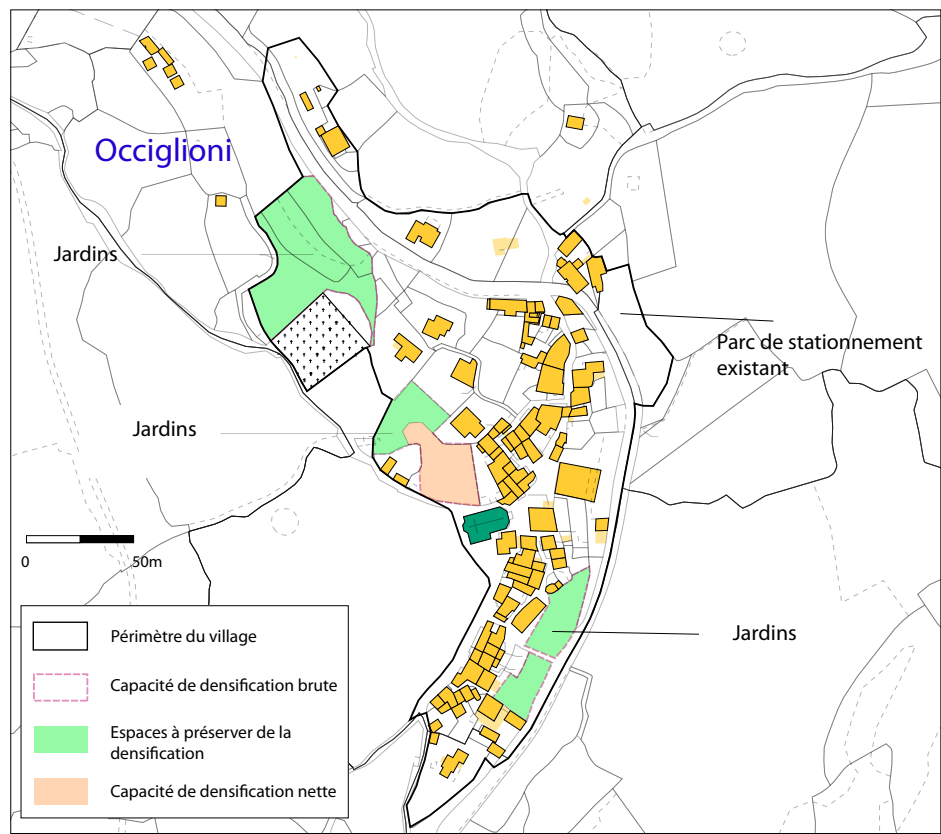 Occiglioni
Jardins
Parc de stationnement
existant
Jardins
0 50m
Jardins
Périmètre du village
Capacité de densification brute
Espaces à préserver de la
densification
Capacité de densification nette